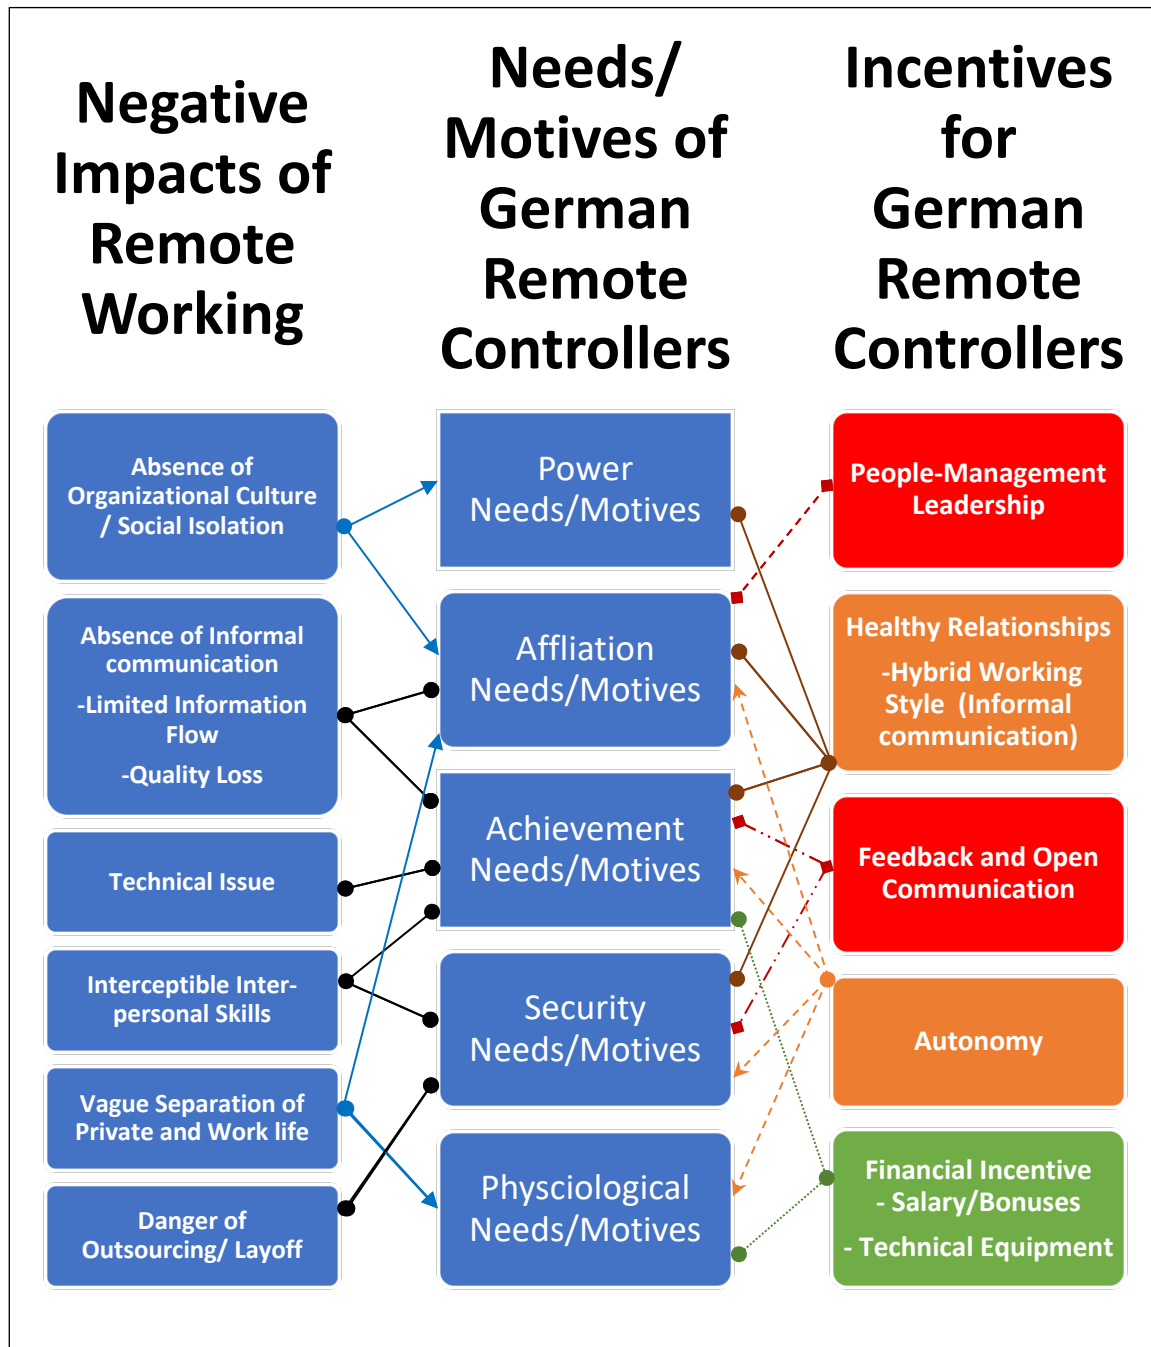 Negative
Impacts of
Remote
Working
Needs/
Motives of
German
Remote
Controllers
Incentives
for
German
Remote
Controllers
Absence of
Organizational Culture
/ Social Isolation
Absence of Informal
communication
-Limited Information
Flow
-Quality Loss
Technical Issue
Interceptible Inter-
personal Skills
Vague Separation of
Private and Work life
Danger of
Outsourcing/ Layoff
Power
Needs/Motives
Affliation
Needs/Motives
Achievement
Needs/Motives
Security
Needs/Motives
Physciological
Needs/Motives
People-Management
Leadership
Healthy Relationships
-Hybrid Working
Style (Informal
communication)
Feedback and Open
Communication
Autonomy
Financial Incentive
- Salary/Bonuses
- Technical Equipment